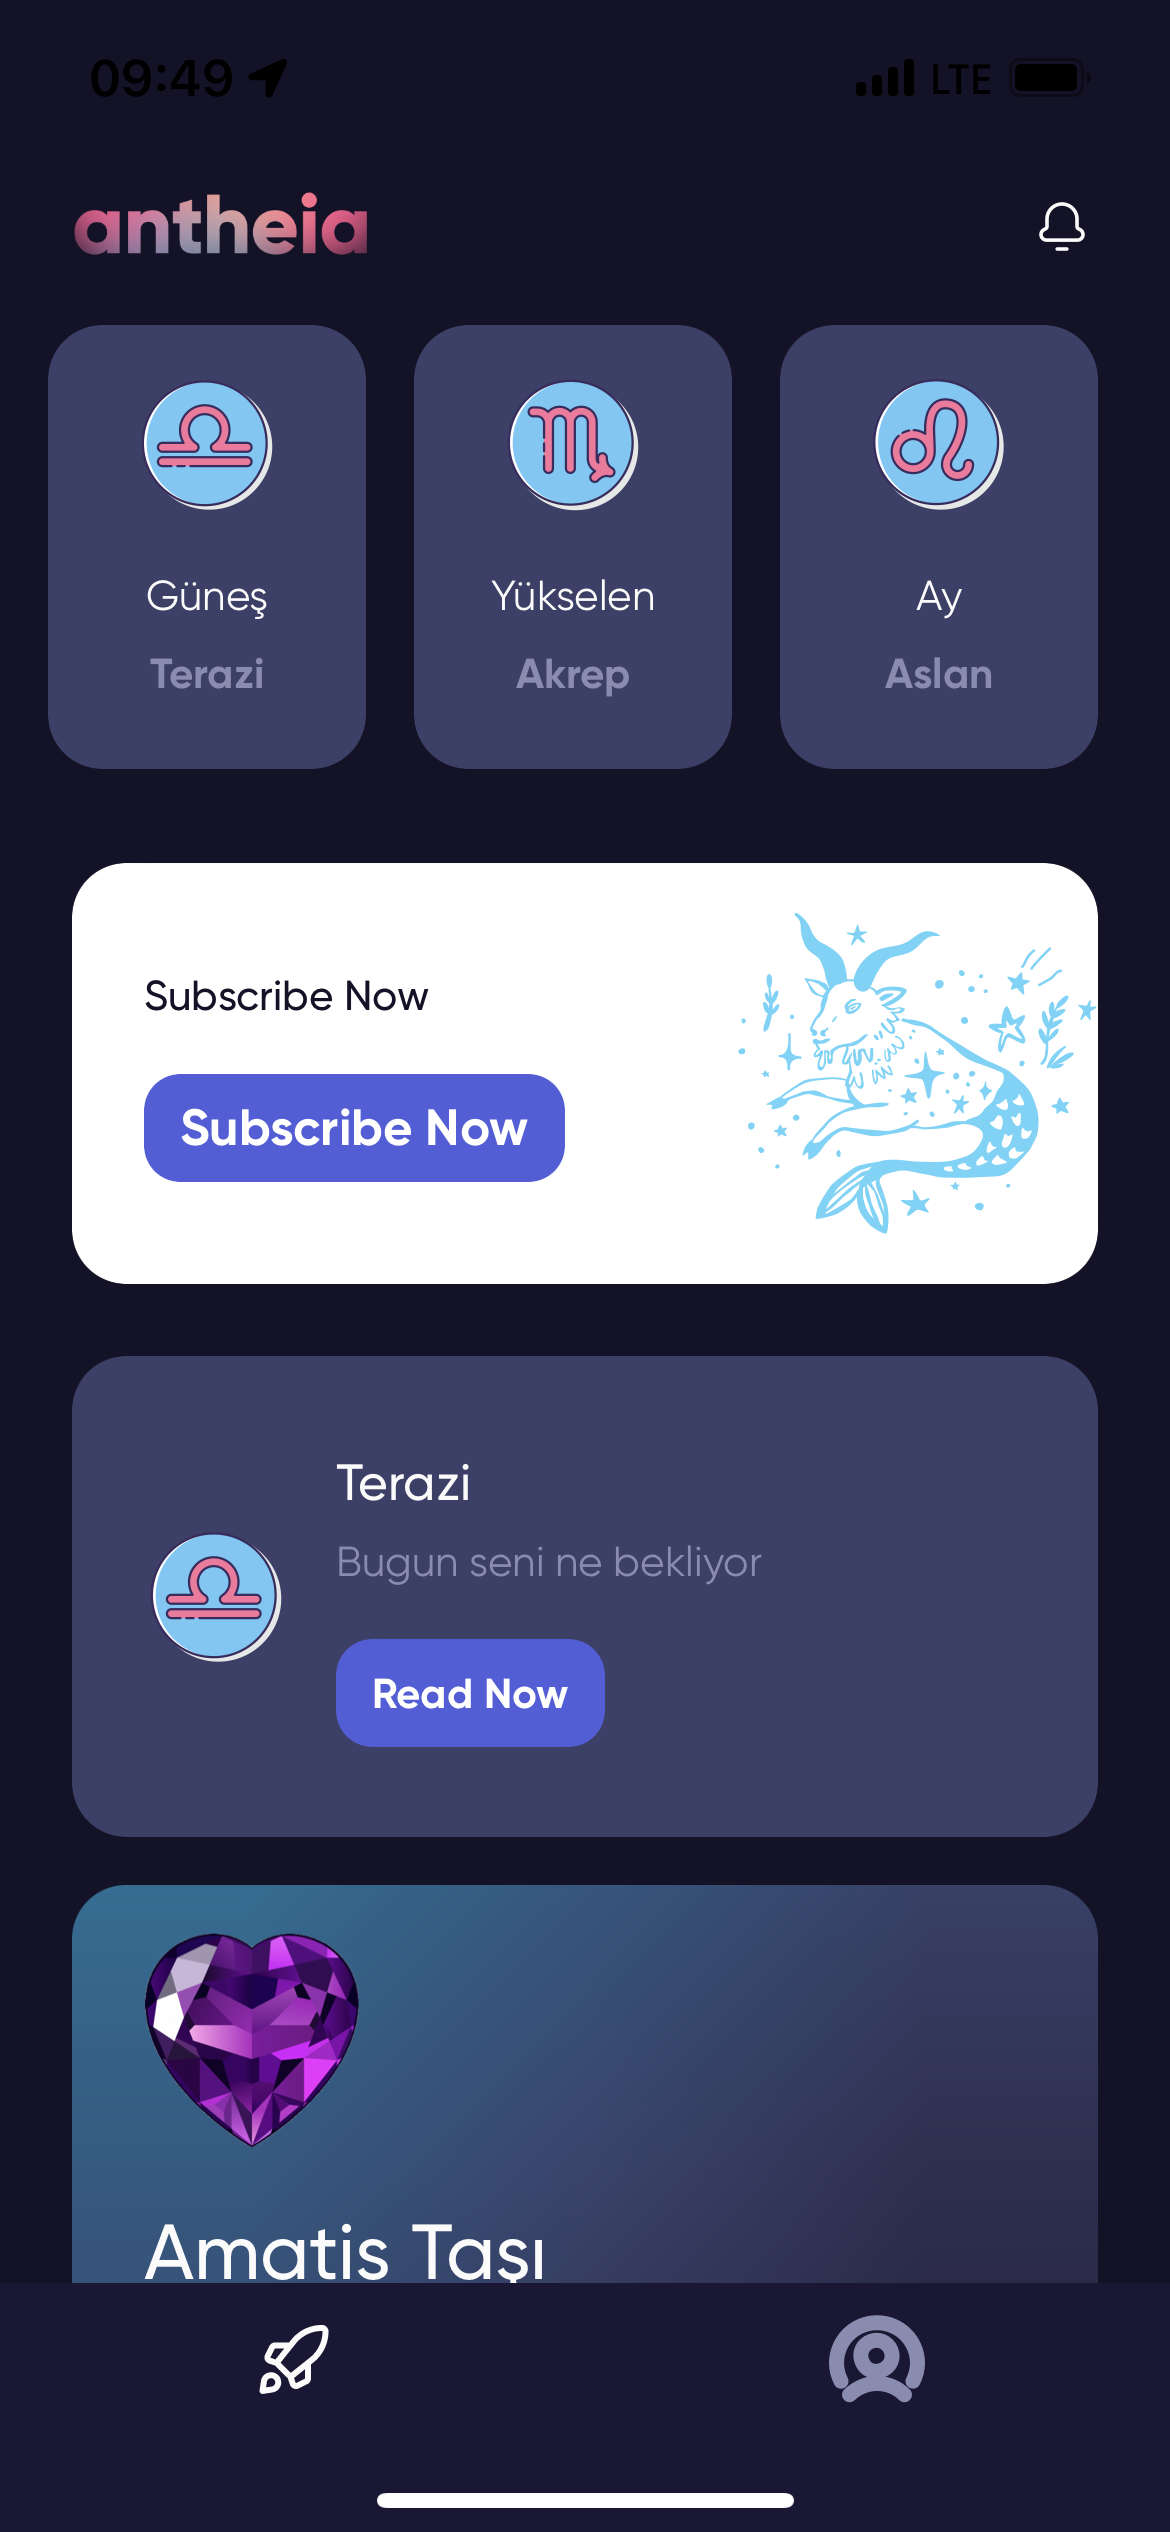 09:49 LTE
antheia
Güneş Yükselen Ay
Terazi Akrep Aslan
Subscribe Now
Subscribe Now
Terazi
Bugun seni ne bekliyor
Read Now
Amatis Taşı